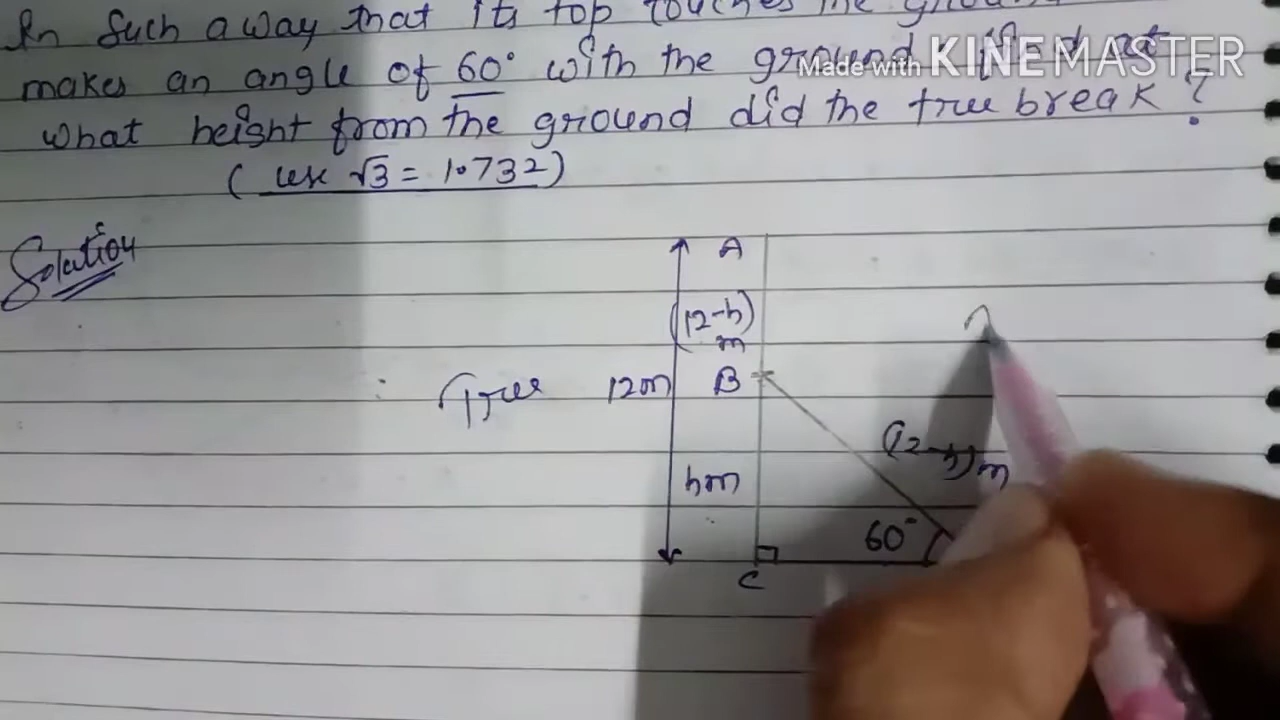 In such a way that its top touches the ground
makes an angle of 60° with the ground. find at
what height from the ground did the tree break?
(use √3 = 1.732)
Made with KINEMASTER
Solution
A
(12-h)
m
Tree 12m B
(12-h)m
hm
60°
C